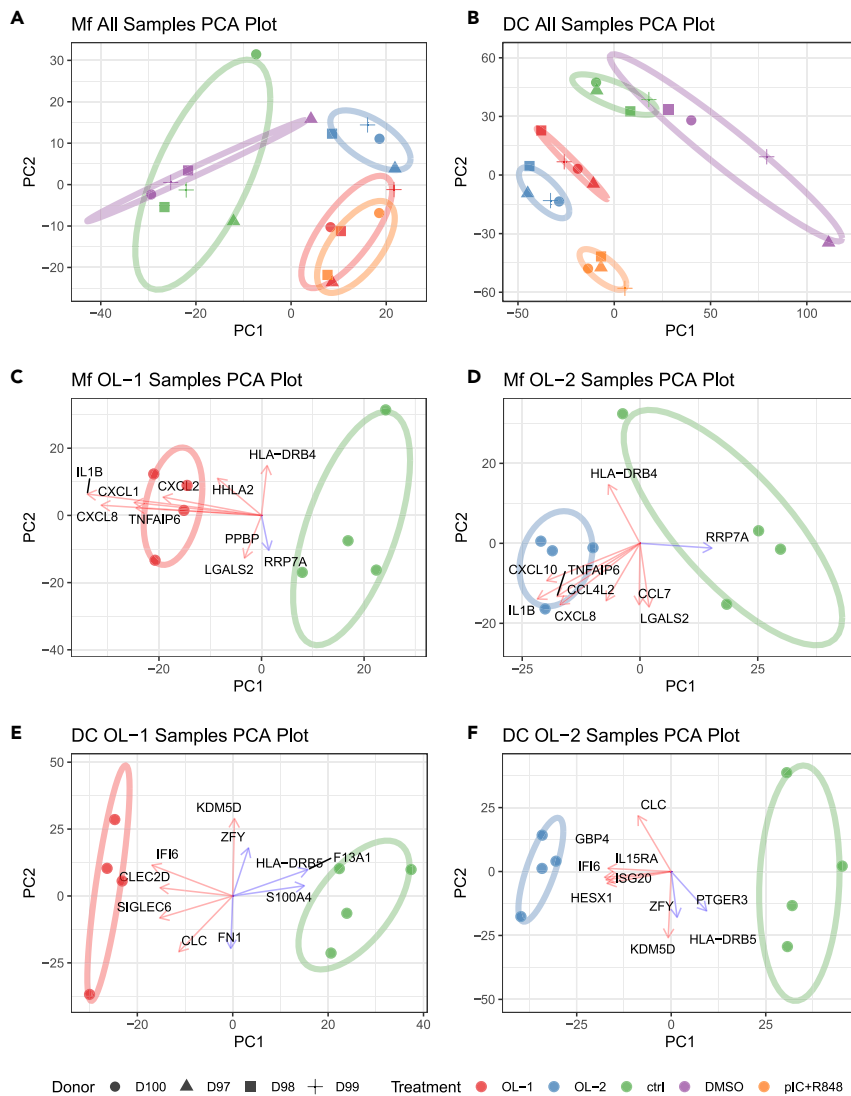 A Mf All Samples PCA Plot
30
20
10
0
−10
−20
PC2
−40
−20
0
20
PC1
B DC All Samples PCA Plot
60
30
0
−30
−60
PC2
−50
0
50
100
PC1
C Mf OL−1 Samples PCA Plot
20
0
−20
−40
PC2
HLA−DRB4
IL1B
CXCL1
CXCL2
HHLA2
CXCL8
TNFAIP6
PPBP
RRP7A
LGALS2
−20
0
20
PC1
D Mf OL−2 Samples PCA Plot
20
0
−20
PC2
HLA−DRB4
RRP7A
CXCL10
TNFAIP6
CCL4L2
CCL7
IL1B
CXCL8
LGALS2
−25
0
25
PC1
E DC OL−1 Samples PCA Plot
50
25
0
−25
PC2
KDM5D
ZFY
IFI6
HLA−DRB5
F13A1
CLEC2D
S100A4
SIGLEC6
CLC
FN1
−20
0
20
40
PC1
F DC OL−2 Samples PCA Plot
25
0
−25
−50
PC2
CLC
GBP4
IL15RA
IFI6
ISG20
HESX1
PTGER3
ZFY
HLA−DRB5
KDM5D
−25
0
25
PC1
Donor D100 D97 D98 D99 Treatment OL−1 OL−2 ctrl DMSO pIC+R848